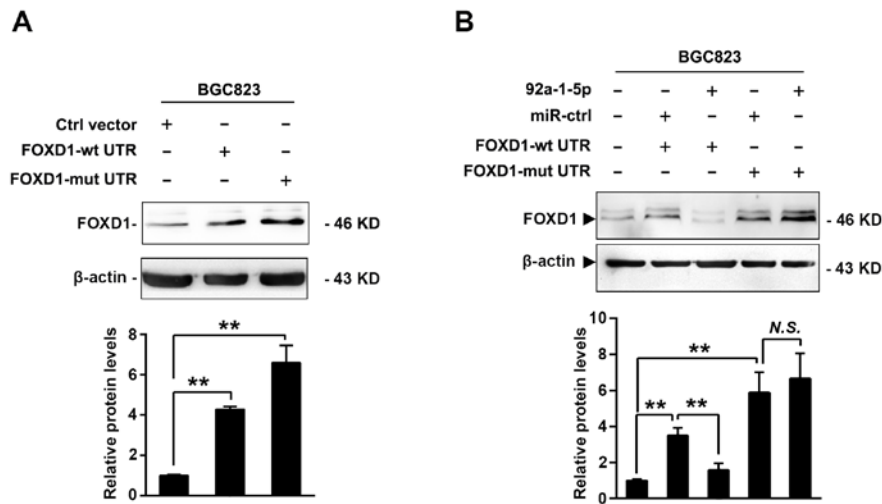 A
BGC823
Ctrl vector + – –
FOXD1-wt UTR – + –
FOXD1-mut UTR – – +
FOXD1- - 46 KD
β-actin - - 43 KD
Relative protein levels
8
6
4
2
0
**
**
B
BGC823
92a-1-5p – – + – +
miR-ctrl – + – + –
FOXD1-wt UTR – + + – –
FOXD1-mut UTR – – – + +
FOXD1 - 46 KD
β-actin - 43 KD
Relative protein levels
10
8
6
4
2
0
N.S.
**
** **